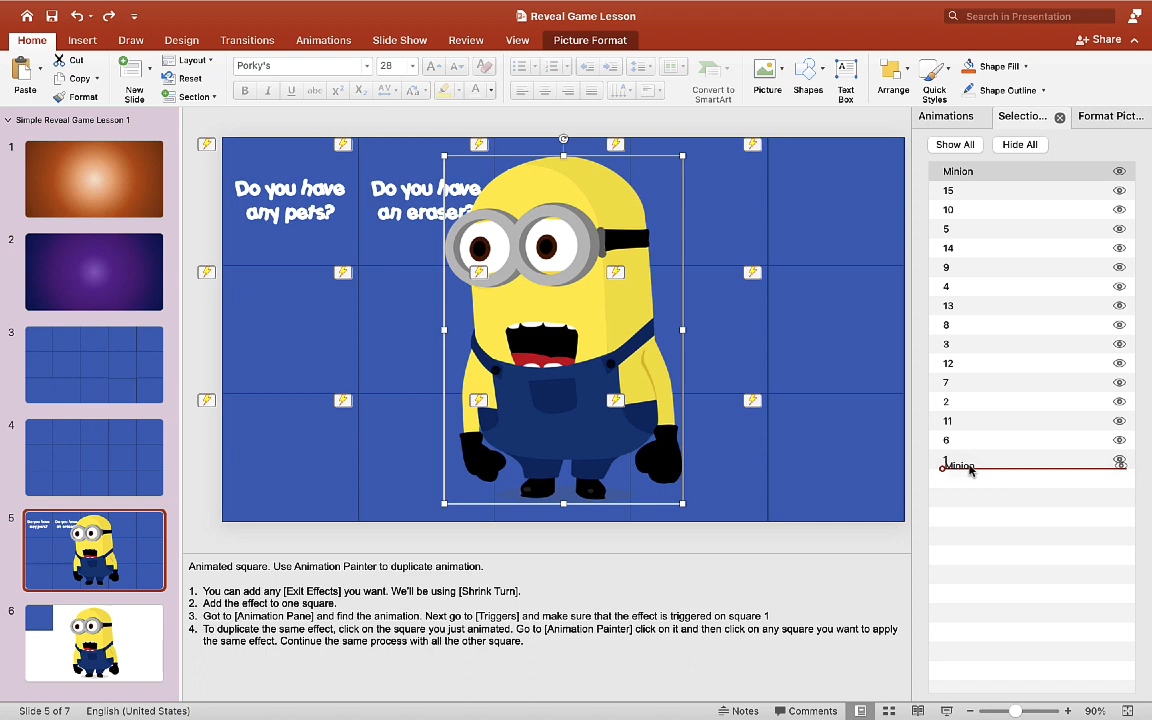 Reveal Game Lesson
Search in Presentation
Home Insert Draw Design Transitions Animations Slide Show Review View Picture Format
Share
Paste
Cut
Copy
Format
New Slide
Layout
Reset
Section
Porky's 28
Convert to SmartArt
Picture
Shapes
Text Box
Arrange
Quick Styles
Shape Fill
Shape Outline
Simple Reveal Game Lesson 1
1
2
3
4
5
6
Do you have
any pets?
Do you have
an eraser?
Animations Selectio... Format Pict...
Show All Hide All
Minion
15
10
5
14
9
4
13
8
3
12
7
2
11
6
1
Minion
Animated square. Use Animation Painter to duplicate animation.
1. You can add any [Exit Effects] you want. We'll be using [Shrink Turn].
2. Add the effect to one square.
3. Got to [Animation Pane] and find the animation. Next go to [Triggers] and make sure that the effect is triggered on square 1
4. To duplicate the same effect, click on the square you just animated. Go to [Animation Painter] click on it and then click on any square you want to apply
the same effect. Continue the same process with all the other square.
Slide 5 of 7 English (United States) Notes Comments 90%